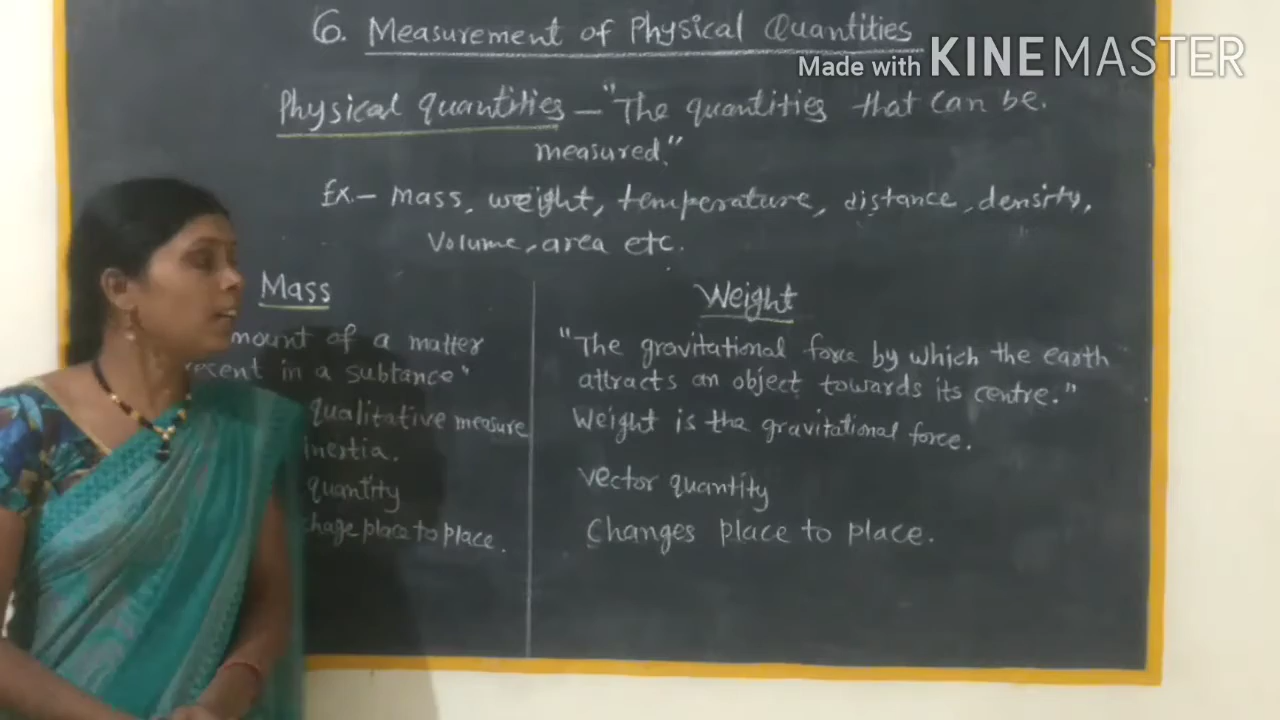 6. Measurement of Physical Quantities
Made with KINEMASTER
Physical quantities – "The quantities that can be.
measured."
Ex.– Mass, weight, temperature, distance, density,
Volume, area etc.
Mass
mount of a matter
esent in a subtance"
qualitative measure
Inertia.
quantity
chage place to place.
Weight
"The gravitational force by which the earth
attracts an object towards its centre."
Weight is the gravitational force.
vector quantity
Changes place to place.